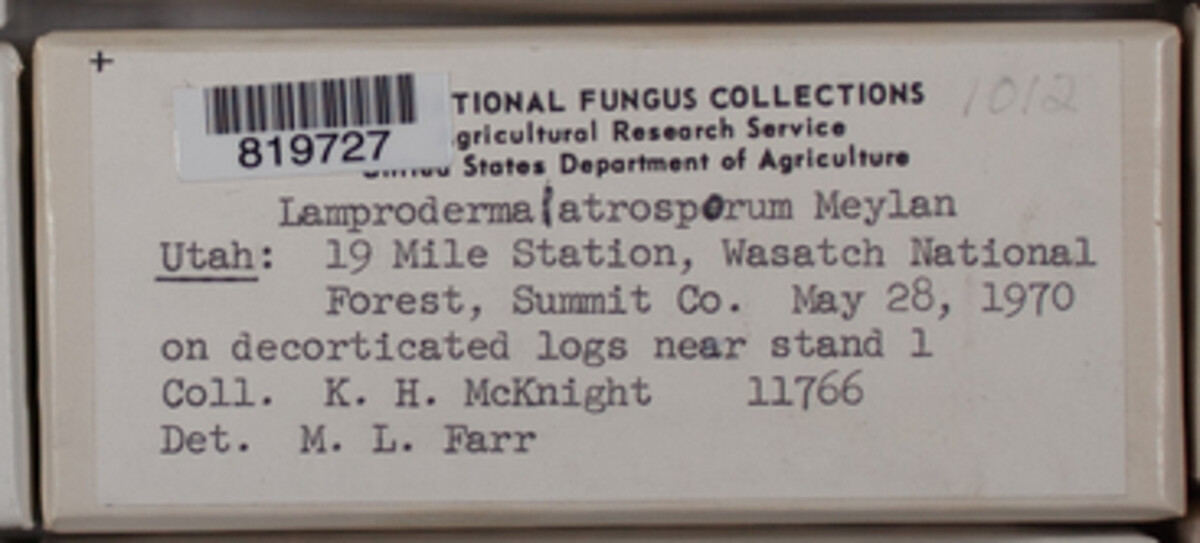 +
TIONAL FUNGUS COLLECTIONS 1012
819727
gricultural Research Service
States Department of Agriculture
Lamproderma atrosporum Meylan
Utah: 19 Mile Station, Wasatch National
Forest, Summit Co. May 28, 1970
on decorticated logs near stand 1
Coll. K. H. McKnight 11766
Det. M. L. Farr